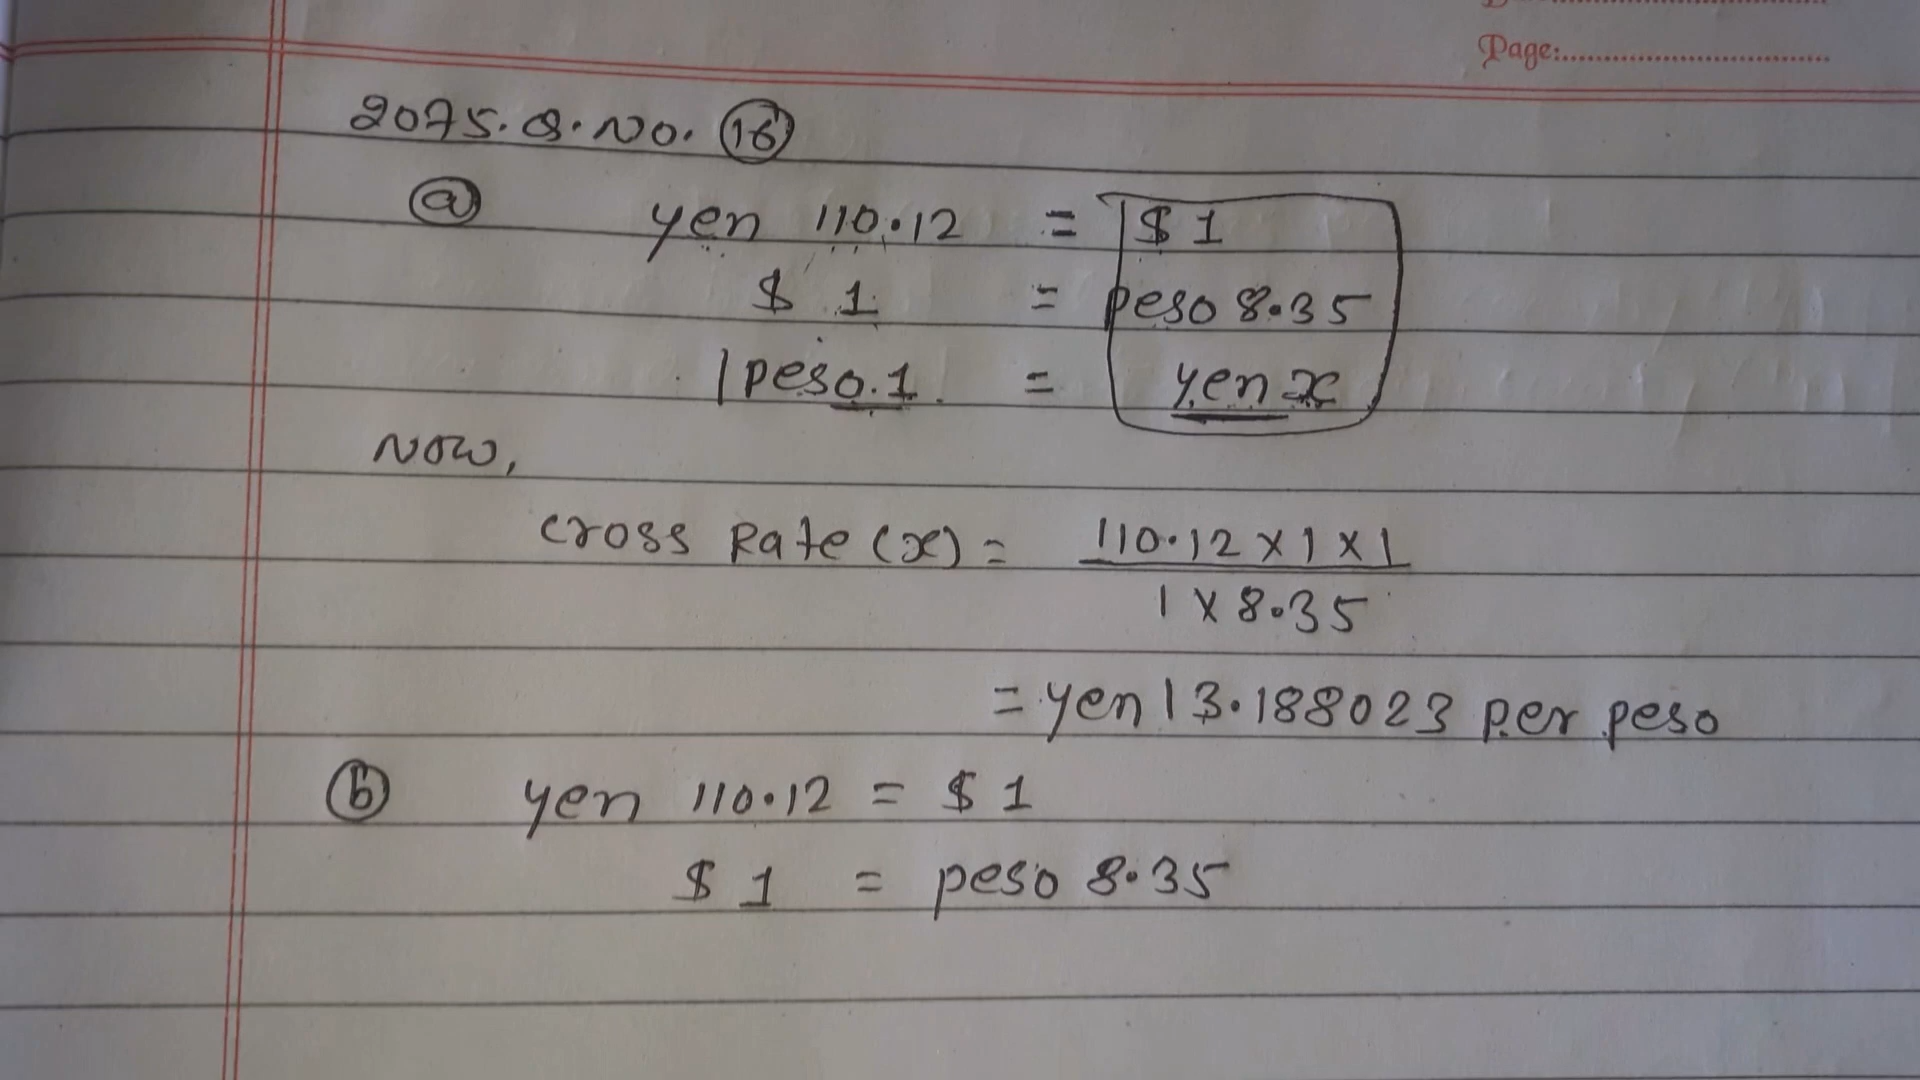 Page:
2075. Q. NO. 16
a yen 110.12 = $ 1
$ 1 = peso 8.35
peso.1 = yen x
Now,
cross Rate (x) = 110.12 x 1 x 1
1 x 8.35
= yen 13.188023 per peso
b yen 110.12 = $ 1
$ 1 = peso 8.35